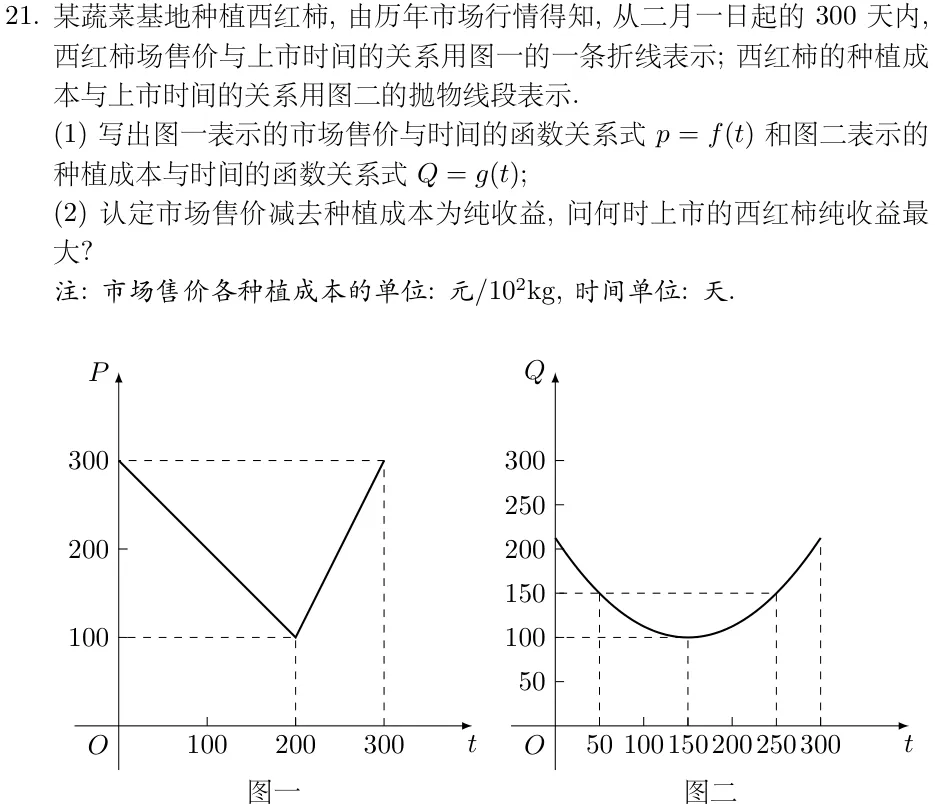 21. 某蔬菜基地种植西红柿, 由历年市场行情得知, 从二月一日起的 300 天内,
西红柿场售价与上市时间的关系用图一的一条折线表示; 西红柿的种植成
本与上市时间的关系用图二的抛物线段表示.
(1) 写出图一表示的市场售价与时间的函数关系式 p = f(t) 和图二表示的
种植成本与时间的函数关系式 Q = g(t);
(2) 认定市场售价减去种植成本为纯收益, 问何时上市的西红柿纯收益最
大?
注: 市场售价各种植成本的单位: 元/10²kg, 时间单位: 天.
P
300
200
100
O 100 200 300 t
图一
Q
300
250
200
150
100
50
O 50 100 150 200 250 300 t
图二